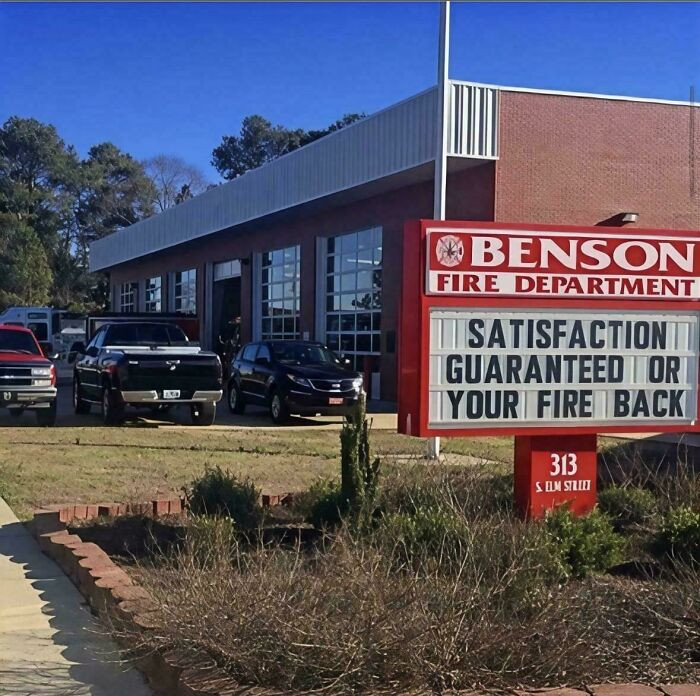 BENSON
FIRE DEPARTMENT
SATISFACTION
GUARANTEED OR
YOUR FIRE BACK
313
S. ELM STREET